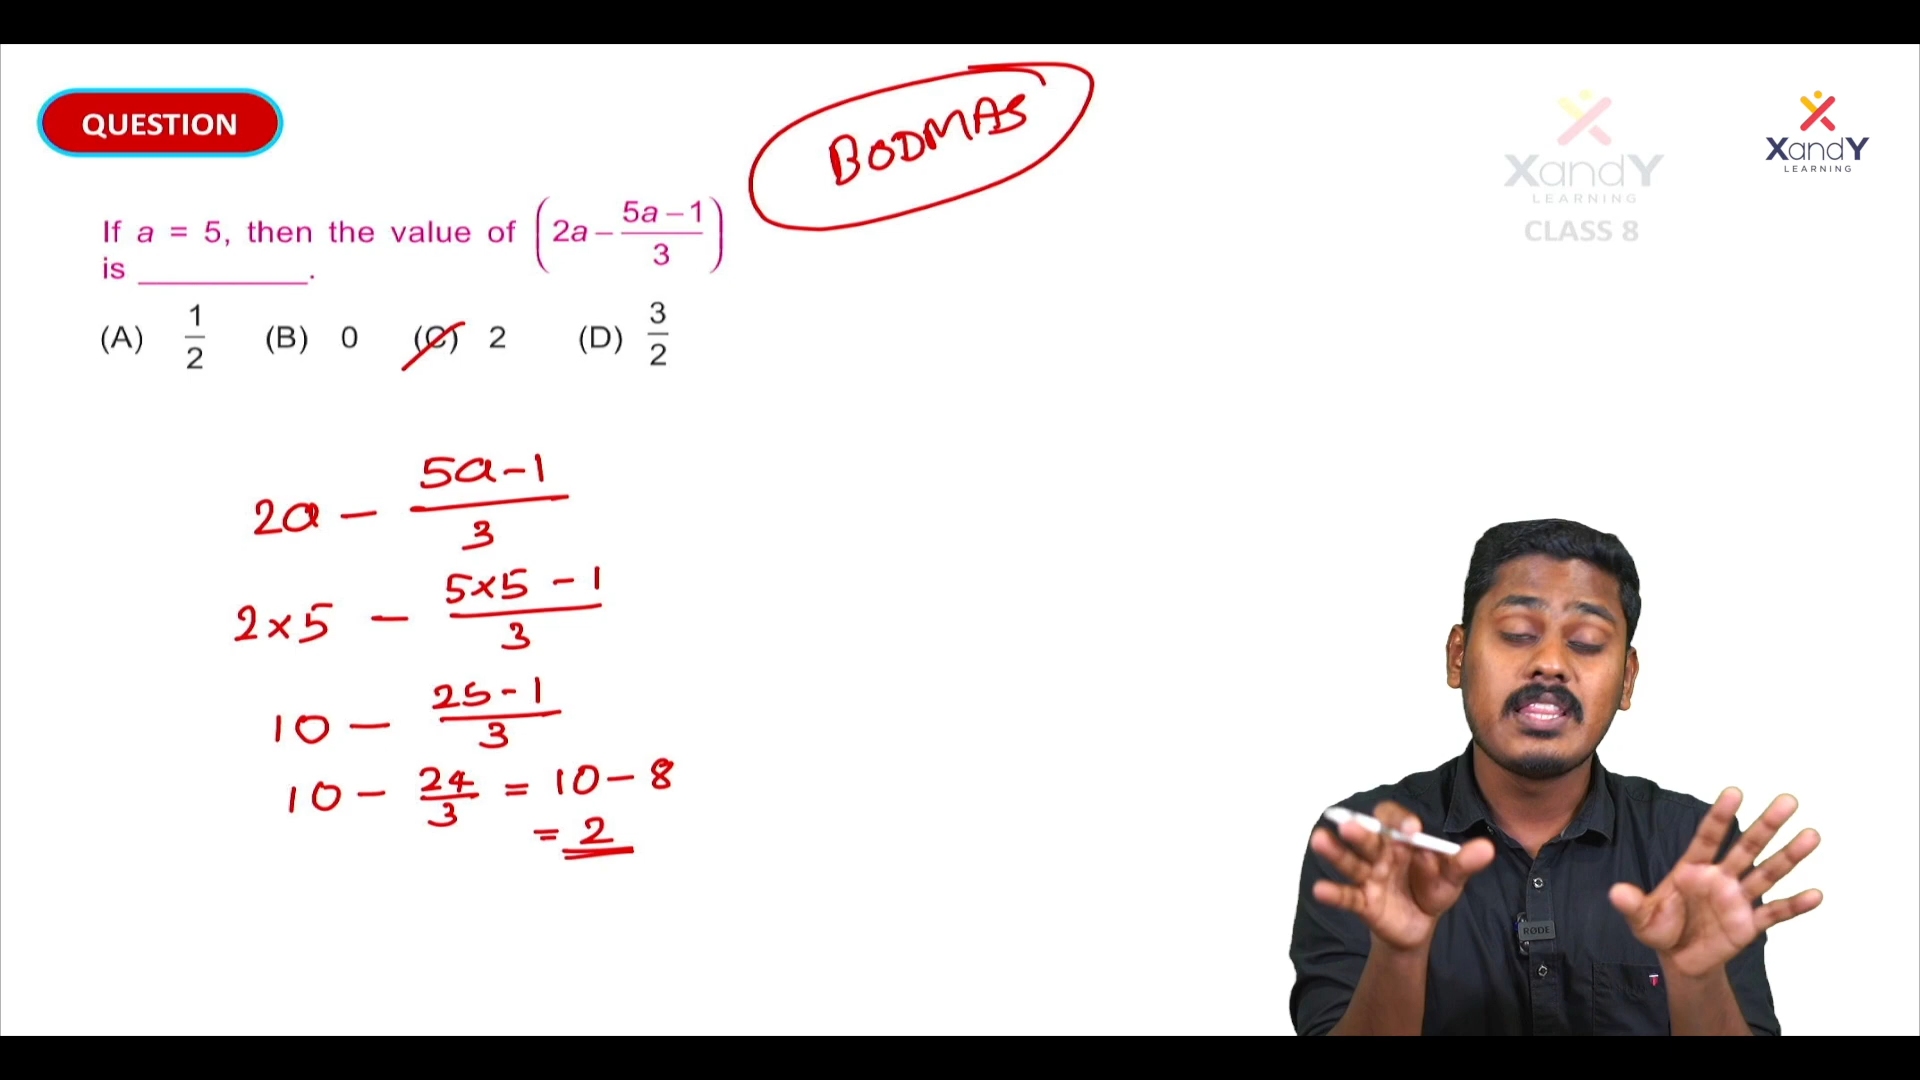 QUESTION
BODMAS
XandY
LEARNING
CLASS 8
XandY
LEARNING
If a = 5, then the value of (2a − (5a − 1)/3)
is __________.
(A) 1/2 (B) 0 (C) 2 (D) 3/2
2a − (5a − 1)/3
2×5 − (5×5 − 1)/3
10 − (25 − 1)/3
10 − 24/3 = 10 − 8
= 2
RODE